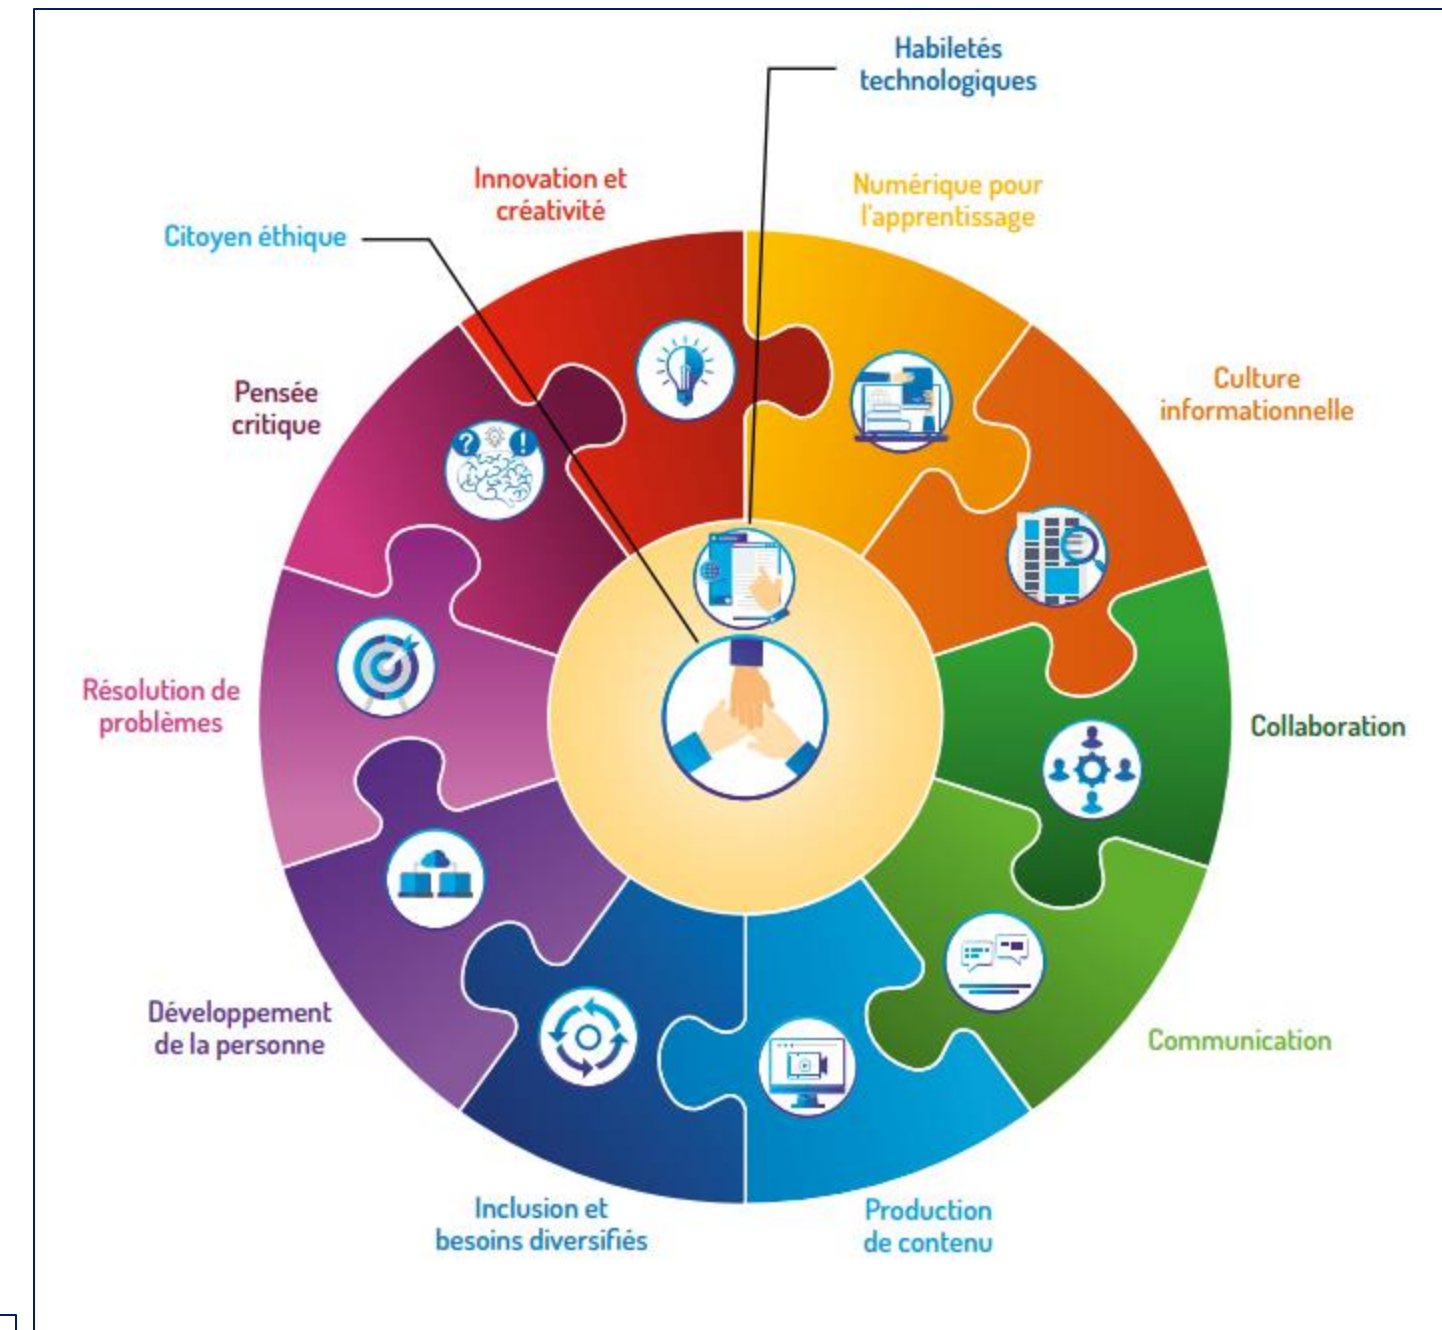 Habiletés
technologiques
Innovation et
créativité
Numérique pour
l'apprentissage
Citoyen éthique
Pensée
critique
Culture
informationnelle
Résolution de
problèmes
Collaboration
Développement
de la personne
Communication
Inclusion et
besoins diversifiés
Production
de contenu